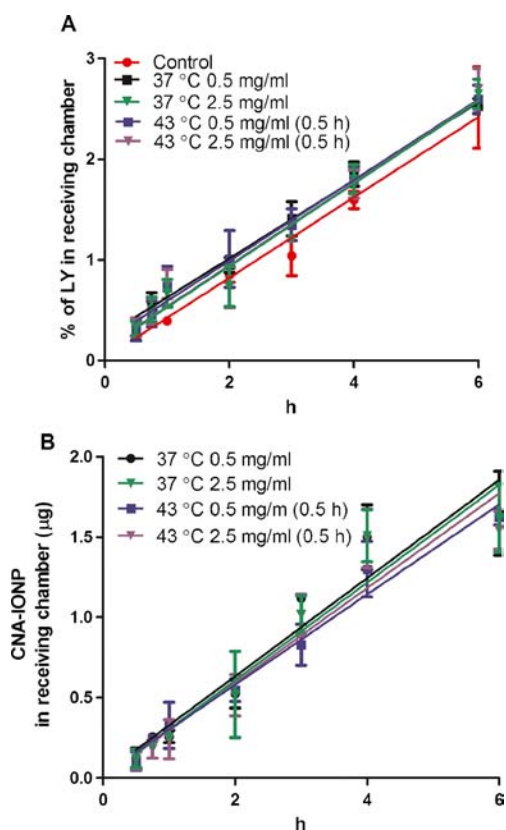 A
% of LY in receiving chamber
3
2
1
0
Control
37 °C 0.5 mg/ml
37 °C 2.5 mg/ml
43 °C 0.5 mg/ml (0.5 h)
43 °C 2.5 mg/ml (0.5 h)
0
2
4
6
h
B
CNA-IONP
in receiving chamber (µg)
2.0
1.5
1.0
0.5
0.0
37 °C 0.5 mg/ml
37 °C 2.5 mg/ml
43 °C 0.5 mg/m (0.5 h)
43 °C 2.5 mg/ml (0.5 h)
0
2
4
6
h